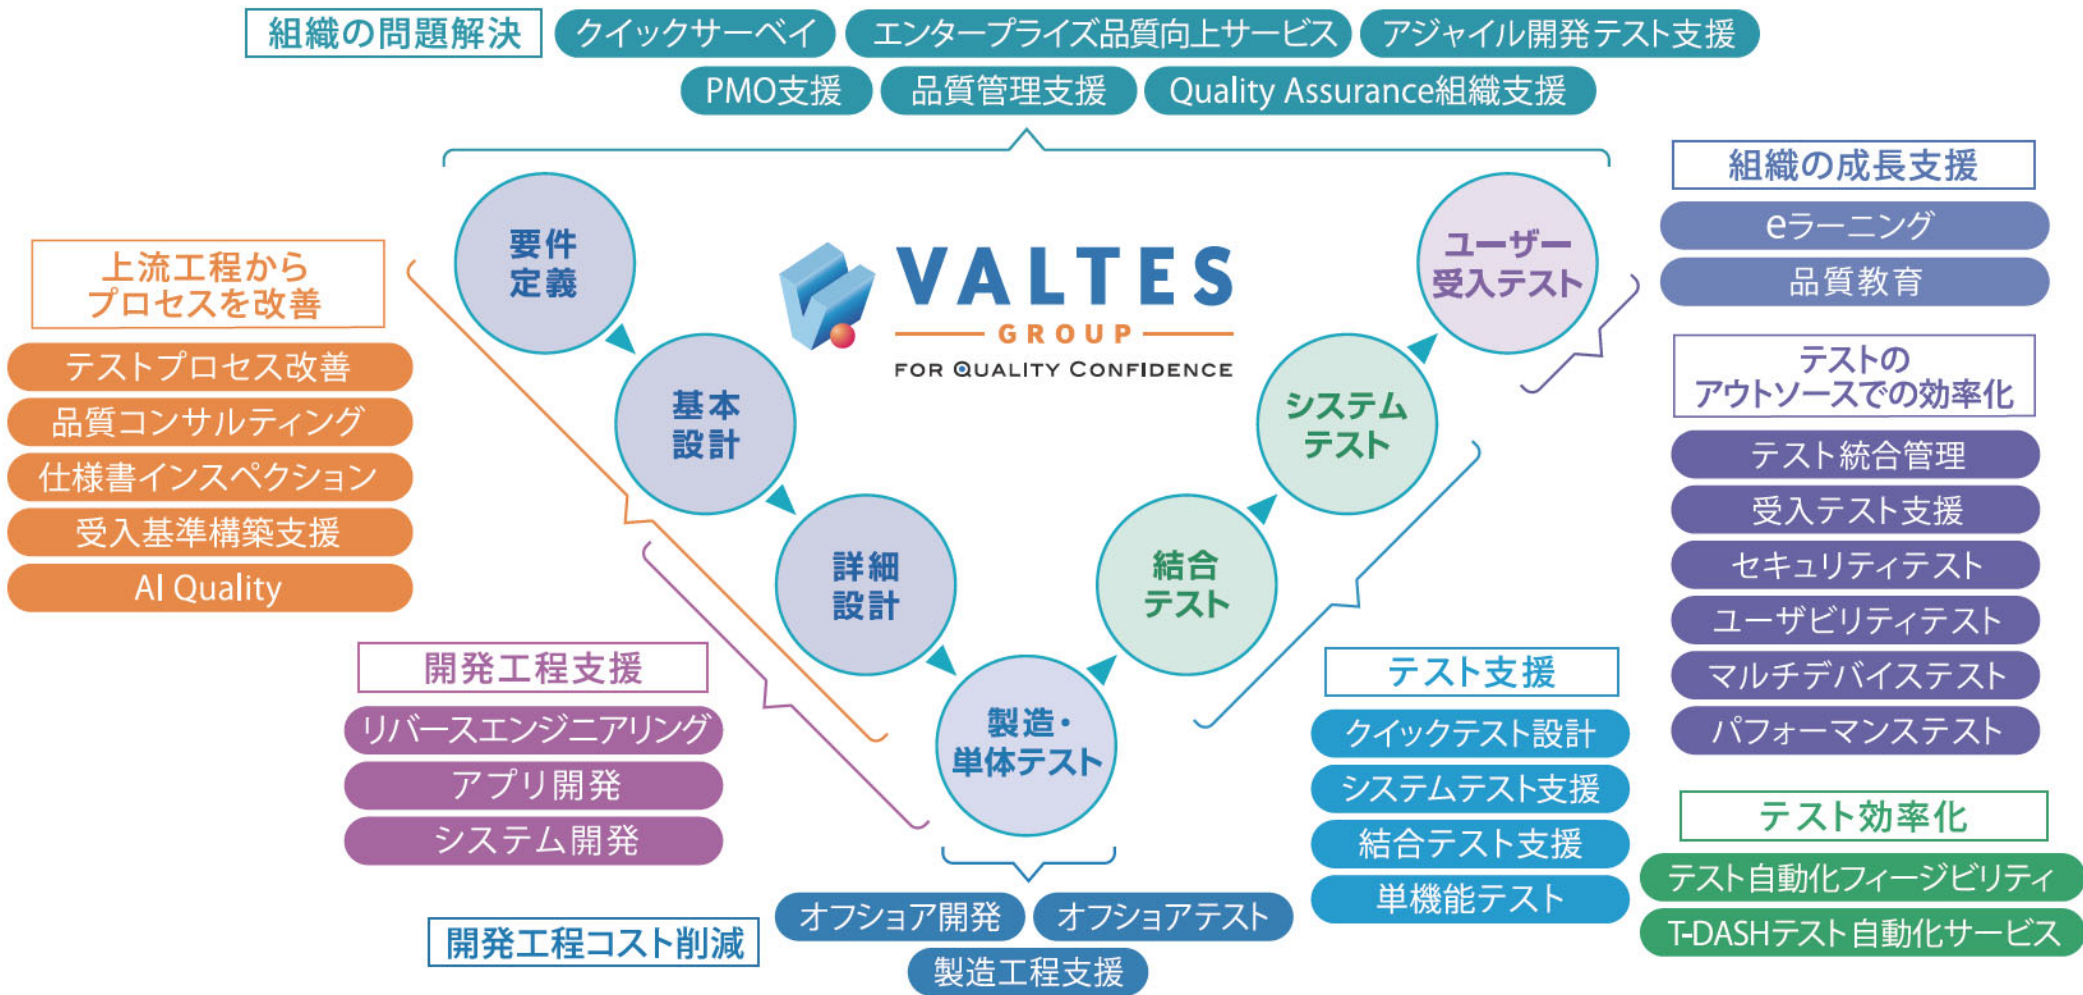 組織の問題解決
クイックサーベイ
エンタープライズ品質向上サービス
アジャイル開発テスト支援
PMO支援
品質管理支援
Quality Assurance組織支援
上流工程から
プロセスを改善
テストプロセス改善
品質コンサルティング
仕様書インスペクション
受入基準構築支援
AI Quality
開発工程支援
リバースエンジニアリング
アプリ開発
システム開発
開発工程コスト削減
オフショア開発
オフショアテスト
製造工程支援
要件
定義
基本
設計
詳細
設計
製造・
単体テスト
結合
テスト
システム
テスト
ユーザー
受入テスト
VALTES
GROUP
FOR QUALITY CONFIDENCE
テスト支援
クイックテスト設計
システムテスト支援
結合テスト支援
単機能テスト
組織の成長支援
eラーニング
品質教育
テストの
アウトソースでの効率化
テスト統合管理
受入テスト支援
セキュリティテスト
ユーザビリティテスト
マルチデバイステスト
パフォーマンステスト
テスト効率化
テスト自動化フィージビリティ
T-DASHテスト自動化サービス